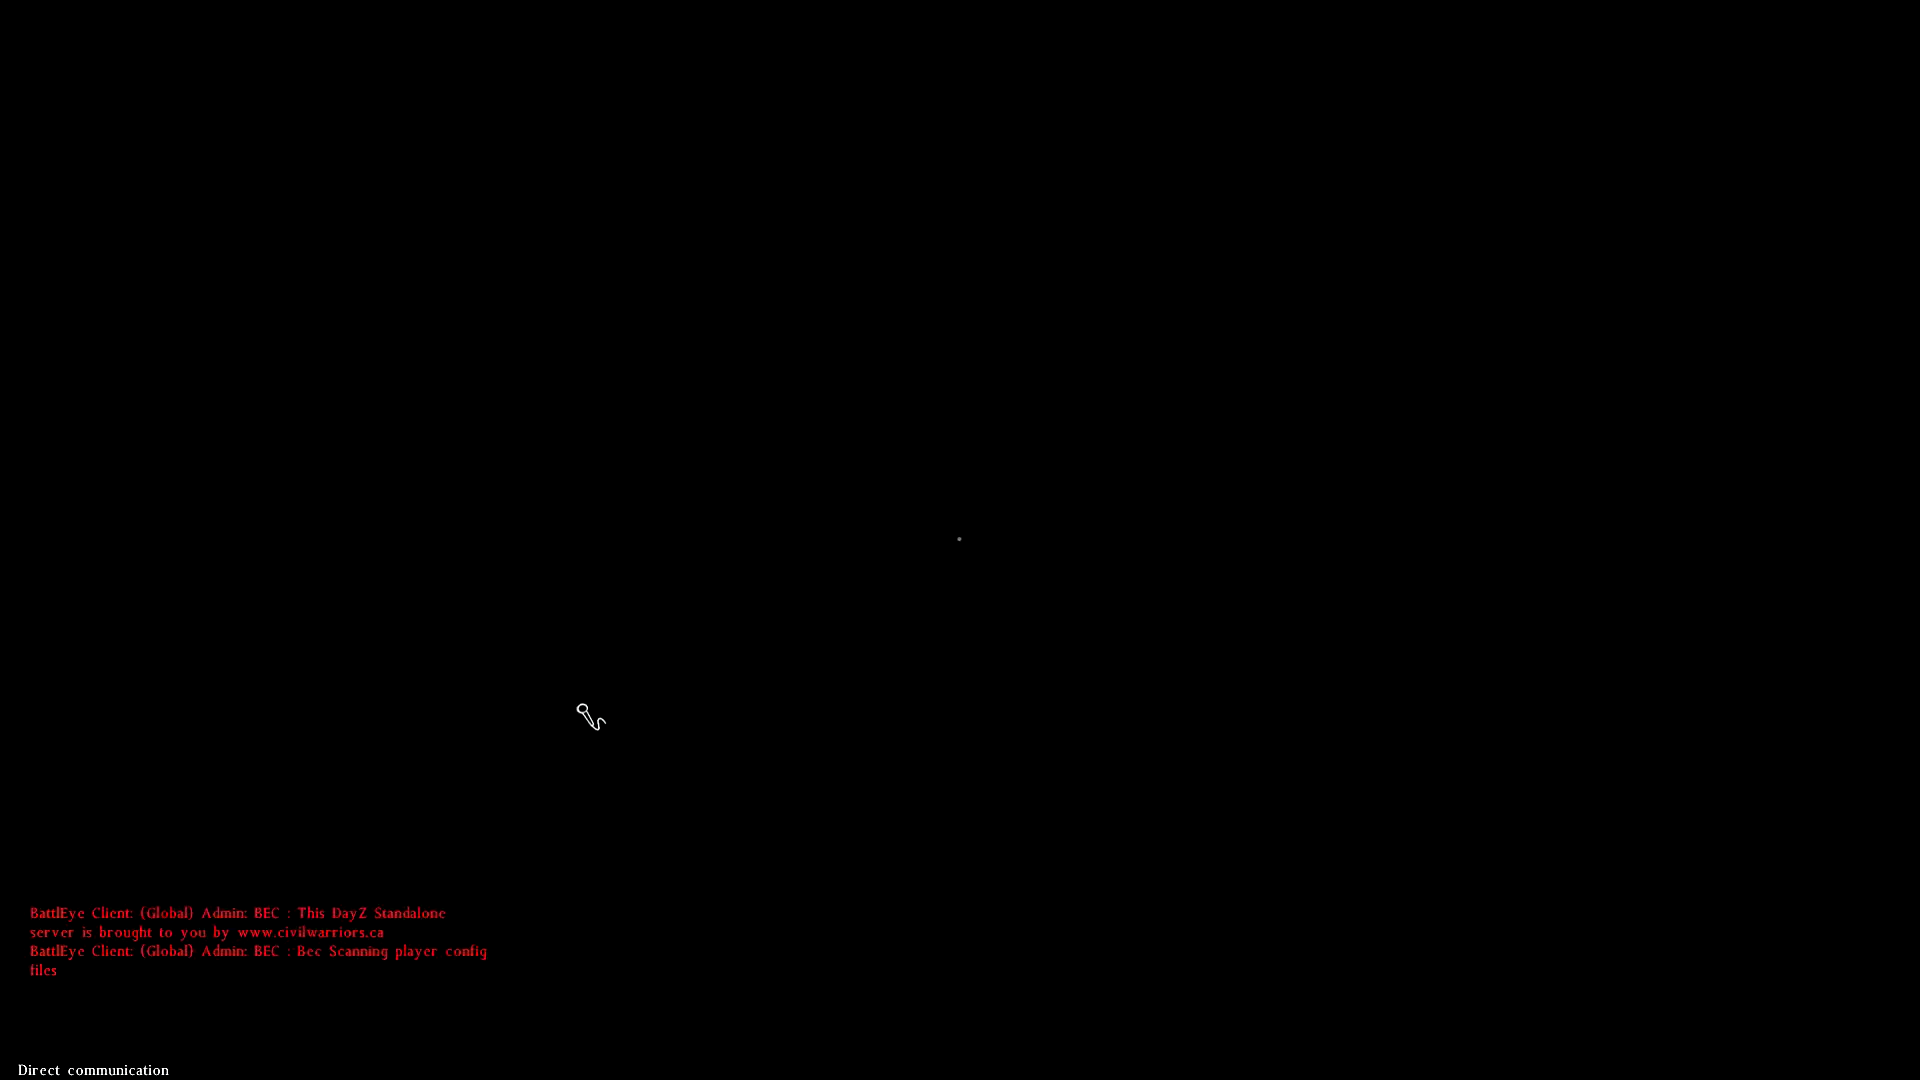 BattlEye Client: (Global) Admin: BEC : This DayZ Standalone
server is brought to you by www.civilwarriors.ca
BattlEye Client: (Global) Admin: BEC : Bec Scanning player config
files
Direct communication